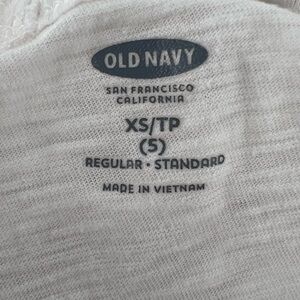 OLD NAVY
SAN FRANCISCO
CALIFORNIA
XS/TP
(5)
REGULAR • STANDARD
MADE IN VIETNAM